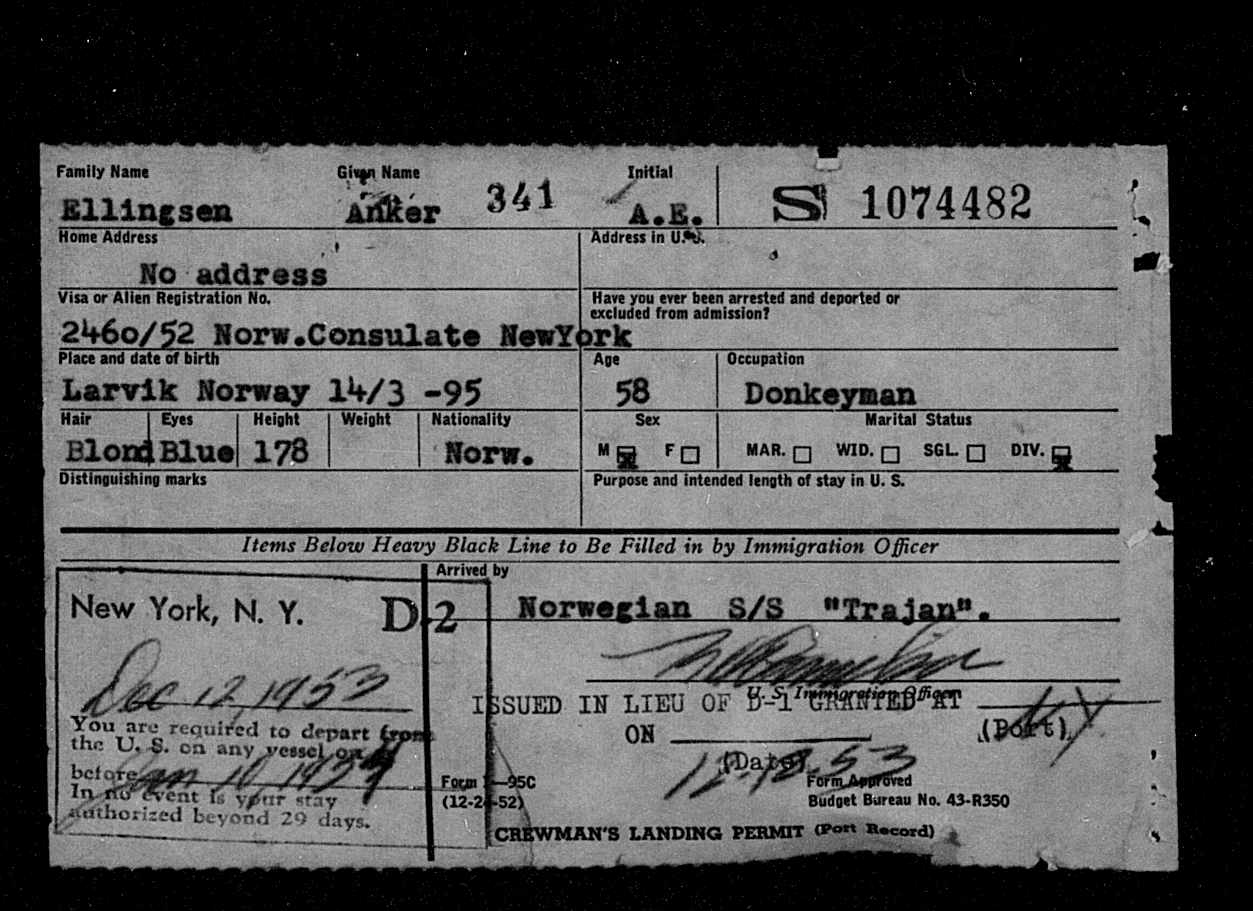 Family Name Given Name Initial
Ellingsen Anker 341 A.E. S 1074482
Home Address Address in U.S.
No address
Visa or Alien Registration No. Have you ever been arrested and deported or
excluded from admission?
2460/52 Norw.Consulate NewYork
Place and date of birth Age Occupation
Larvik Norway 14/3 -95 58 Donkeyman
Hair Eyes Height Weight Nationality Sex Marital Status
Blond Blue 178 Norw. M F MAR. WID. SGL. DIV.
Distinguishing marks Purpose and intended length of stay in U. S.
Items Below Heavy Black Line to Be Filled in by Immigration Officer
Arrived by
New York, N. Y. D-2 Norwegian S/S "Trajan".
Dec 12, 1953
U. S. Immigration Officer
ISSUED IN LIEU OF D-1 GRANTED AT NY
(Port)
You are required to depart from
the U. S. on any vessel on or
before Jan 10, 1954
In no event is your stay
authorized beyond 29 days.
ON 12.12.53
(Date)
Form I-95C
(12-24-52)
Form Approved
Budget Bureau No. 43-R350
CREWMAN'S LANDING PERMIT (Port Record)